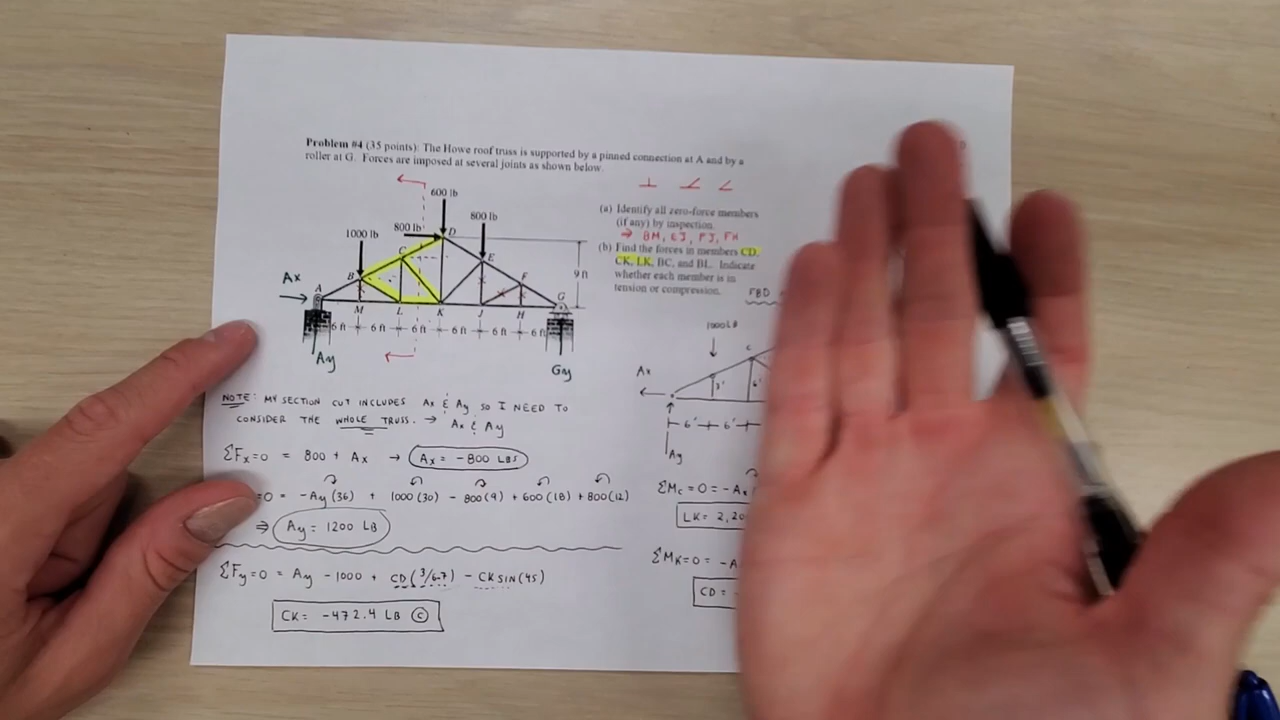 Problem #4 (35 points): The Howe roof truss is supported by a pinned connection at A and by a
roller at G. Forces are imposed at several joints as shown below.
600 lb
800 lb
800 lb
1000 lb
D
C
E
B
F
A
G
Ax
9 ft
M L K J H
6 ft 6 ft 6 ft 6 ft 6 ft 6 ft
Ay
Gy
(a) Identify all zero-force members
(if any) by inspection.
→ BM, EJ, FJ, FH
(b) Find the forces in members CD,
CK, LK, BC, and BL. Indicate
whether each member is in
tension or compression.
FBD
1000 LB
C
Ax
3'
6'
6' 6'
Ay
NOTE: MY SECTION CUT INCLUDES Ax & Ay SO I NEED TO
CONSIDER THE WHOLE TRUSS. → Ax & Ay
ΣFx=0 = 800 + Ax → Ax = -800 LBS
=0 = -Ay(36) + 1000(30) - 800(9) + 600(18) + 800(12)
⇒ Ay = 1200 LB
ΣFy=0 = Ay - 1000 + CD(3/6.7) - CK SIN(45)
CK = -472.4 LB Ⓒ
ΣMc=0 = -Ax
LK = 2,20
ΣMK=0 = -A
CD = -